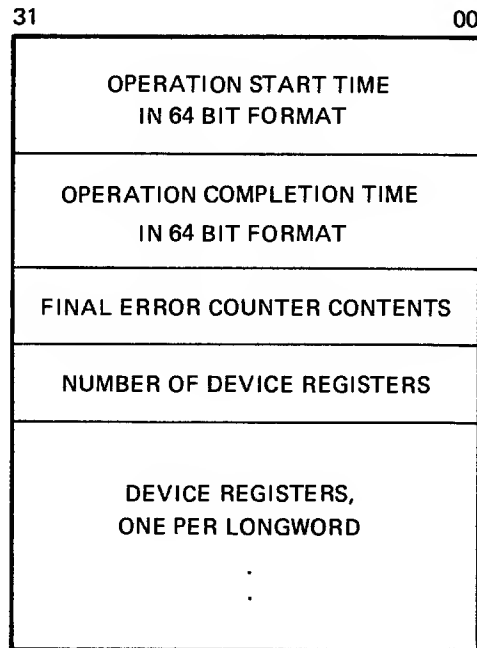 31 00
OPERATION START TIME
IN 64 BIT FORMAT
OPERATION COMPLETION TIME
IN 64 BIT FORMAT
FINAL ERROR COUNTER CONTENTS
NUMBER OF DEVICE REGISTERS
DEVICE REGISTERS,
ONE PER LONGWORD
.
.